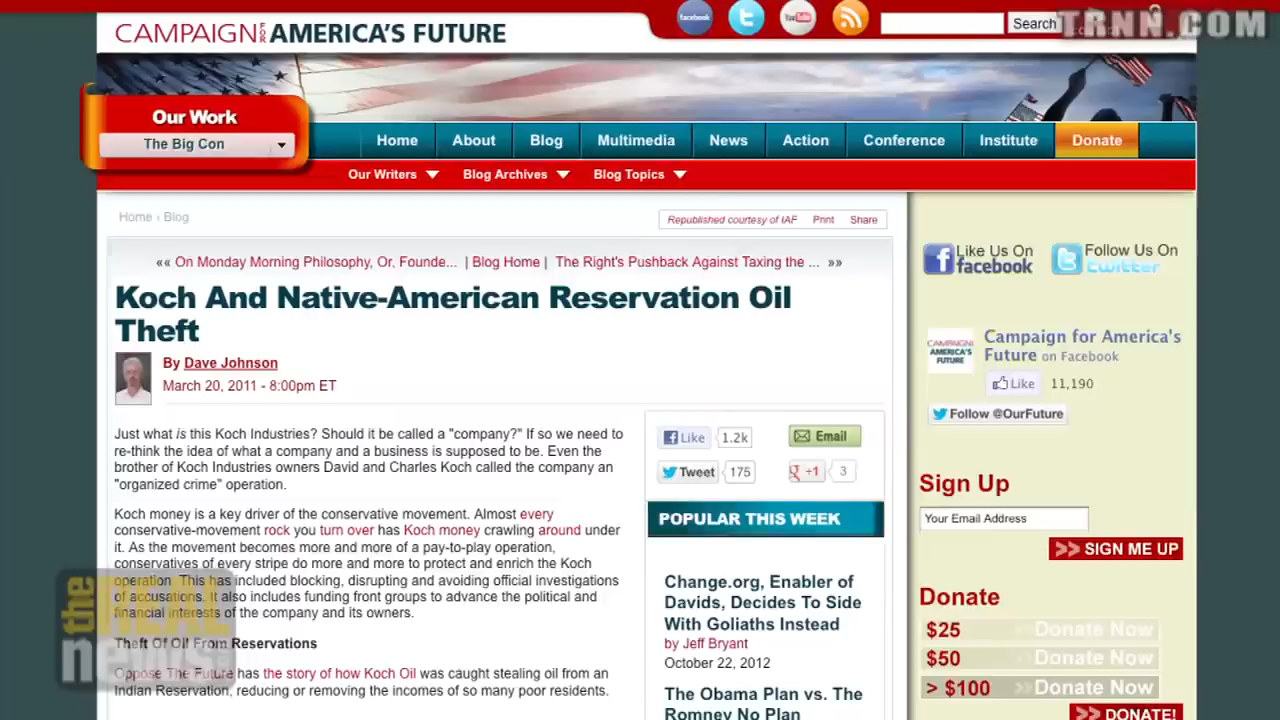 CAMPAIGN FOR AMERICA'S FUTURE
facebook
YouTube
Search
TRNN.COM
Our Work
The Big Con
Home
About
Blog
Multimedia
News
Action
Conference
Institute
Donate
Our Writers
Blog Archives
Blog Topics
Home › Blog
Republished courtesy of IAF
Print
Share
«« On Monday Morning Philosophy, Or, Founde... | Blog Home | The Right's Pushback Against Taxing the ... »»
Koch And Native-American Reservation Oil
Theft
By Dave Johnson
March 20, 2011 - 8:00pm ET
Just what is this Koch Industries? Should it be called a "company?" If so we need to
re-think the idea of what a company and a business is supposed to be. Even the
brother of Koch Industries owners David and Charles Koch called the company an
"organized crime" operation.
Koch money is a key driver of the conservative movement. Almost every
conservative-movement rock you turn over has Koch money crawling around under
it. As the movement becomes more and more of a pay-to-play operation,
conservatives of every stripe do more and more to protect and enrich the Koch
operation. This has included blocking, disrupting and avoiding official investigations
of accusations. It also includes funding front groups to advance the political and
financial interests of the company and its owners.
Theft Of Oil From Reservations
Oppose The Future has the story of how Koch Oil was caught stealing oil from an
Indian Reservation, reducing or removing the incomes of so many poor residents.
the REAL news
Like 1.2k
Email
Tweet 175
g +1 3
POPULAR THIS WEEK
Change.org, Enabler of
Davids, Decides To Side
With Goliaths Instead
by Jeff Bryant
October 22, 2012
The Obama Plan vs. The
Romney No Plan
Like Us On
facebook
Follow Us On
twitter
CAMPAIGN FOR
AMERICA'S
FUTURE
Campaign for America's
Future on Facebook
Like 11,190
Follow @OurFuture
Sign Up
Your Email Address
>> SIGN ME UP
Donate
$25 >> Donate Now
$50 >> Donate Now
> $100 >> Donate Now
>> DONATE!